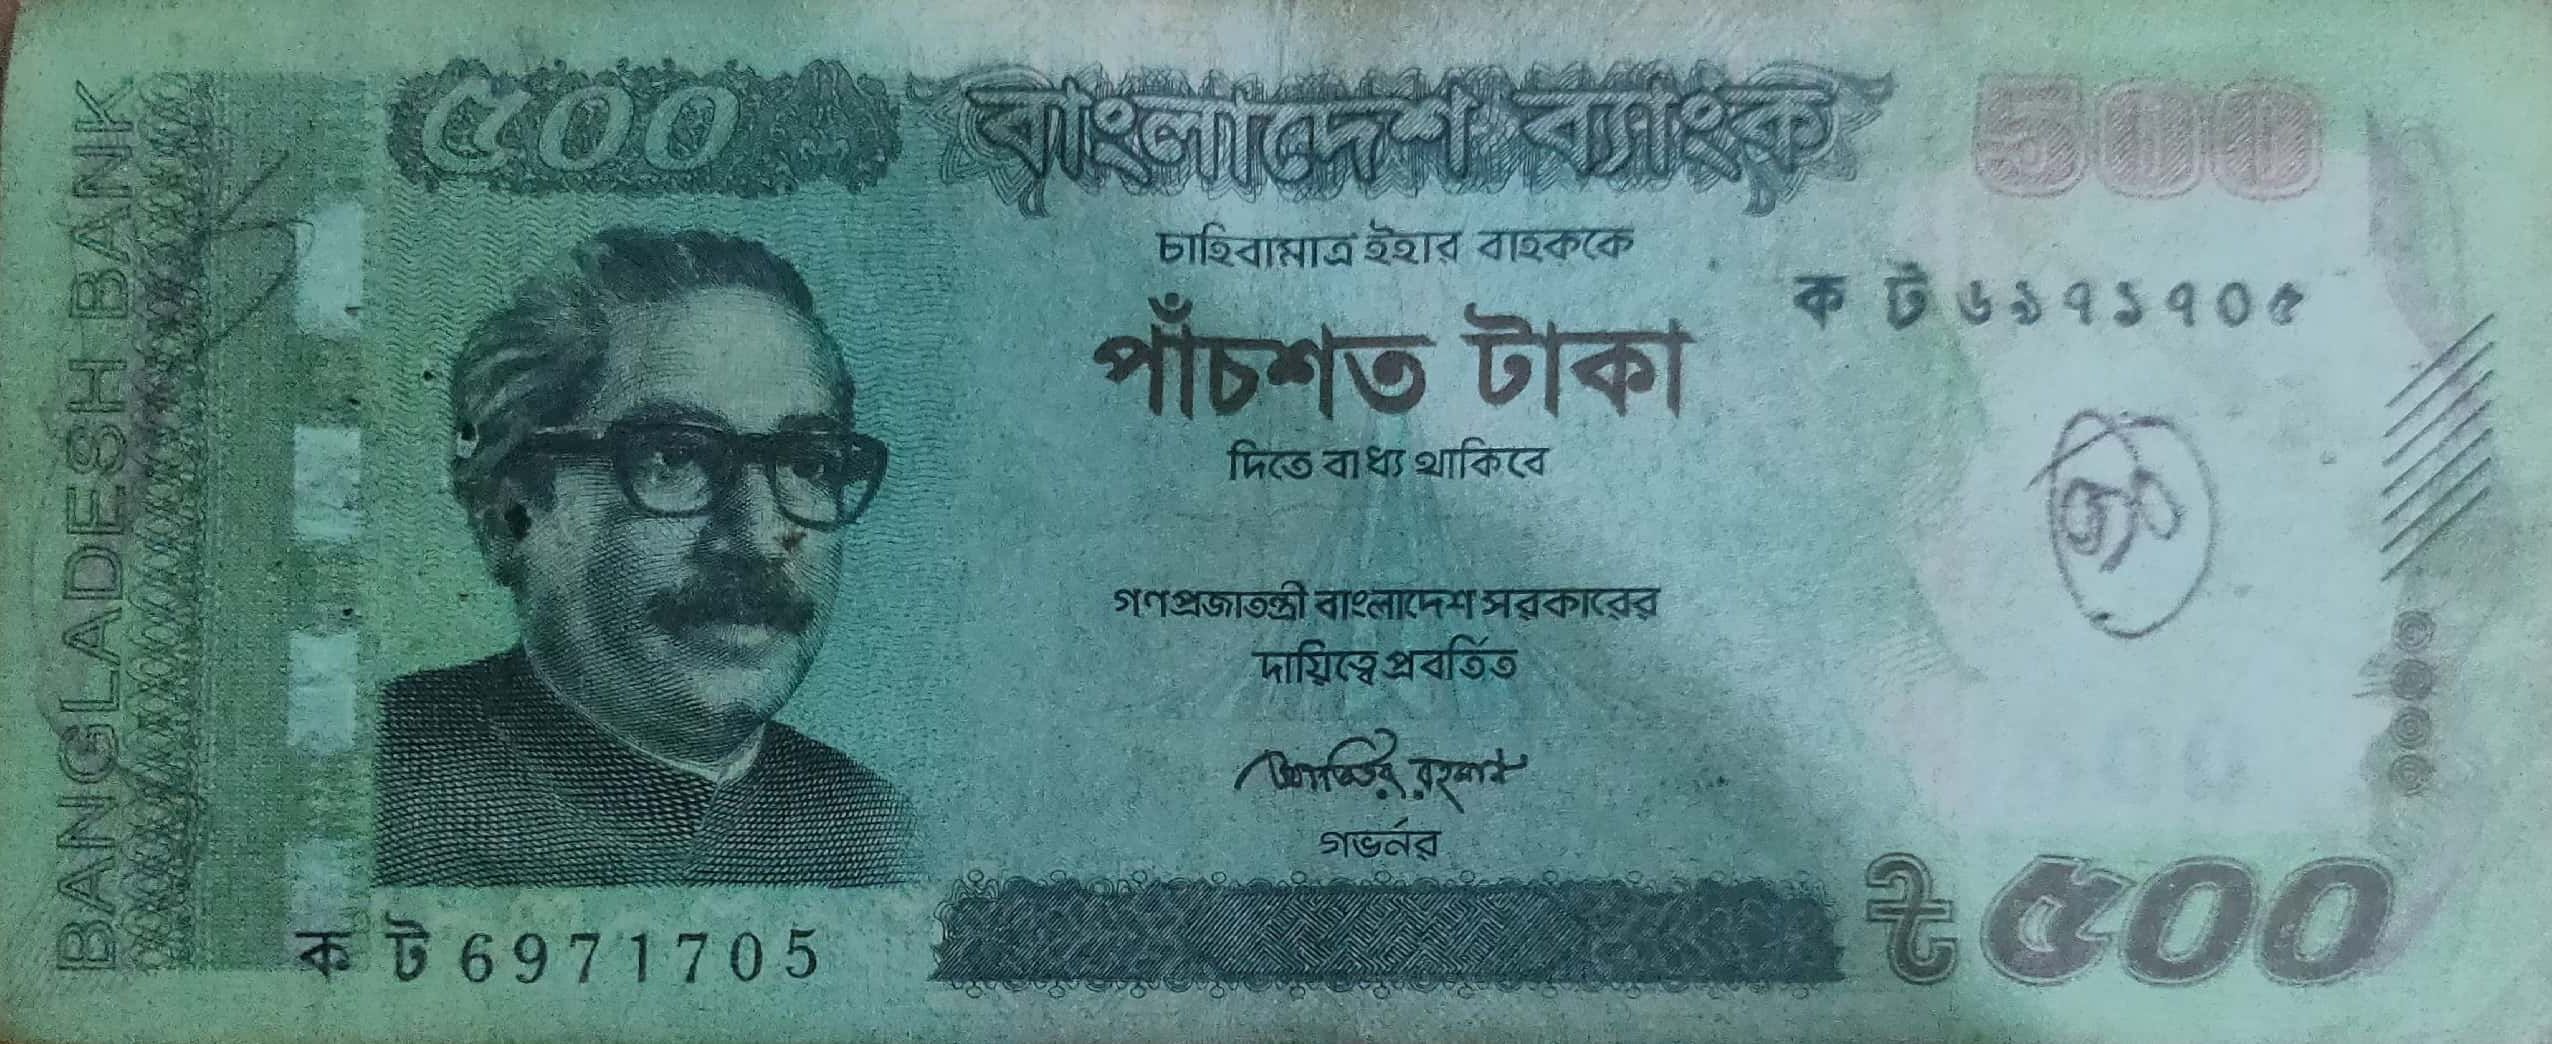 BANGLADESH BANK
৫০০
বাংলাদেশ ব্যাংক
500
চাহিবামাত্র ইহার বাহককে
ক ট ৬৯৭১৭০৫
পাঁচশত টাকা
দিতে বাধ্য থাকিবে
গণপ্রজাতন্ত্রী বাংলাদেশ সরকারের
দায়িত্বে প্রবর্তিত
আতিউর রহমান
গভর্নর
ক ট 6971705
৳ ৫০০